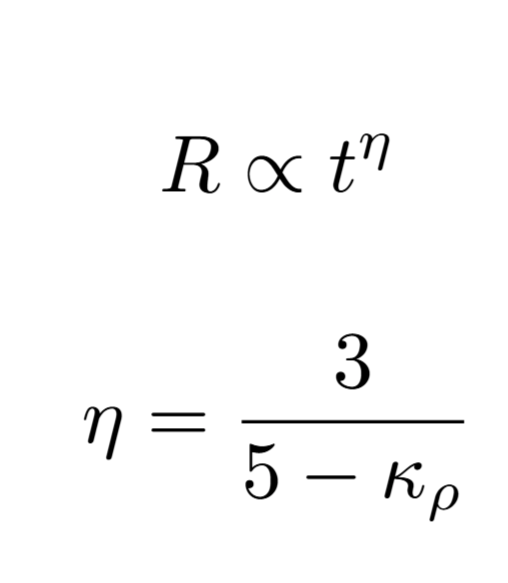 R ∝ t^η
η = 3 / (5 − κ_ρ)